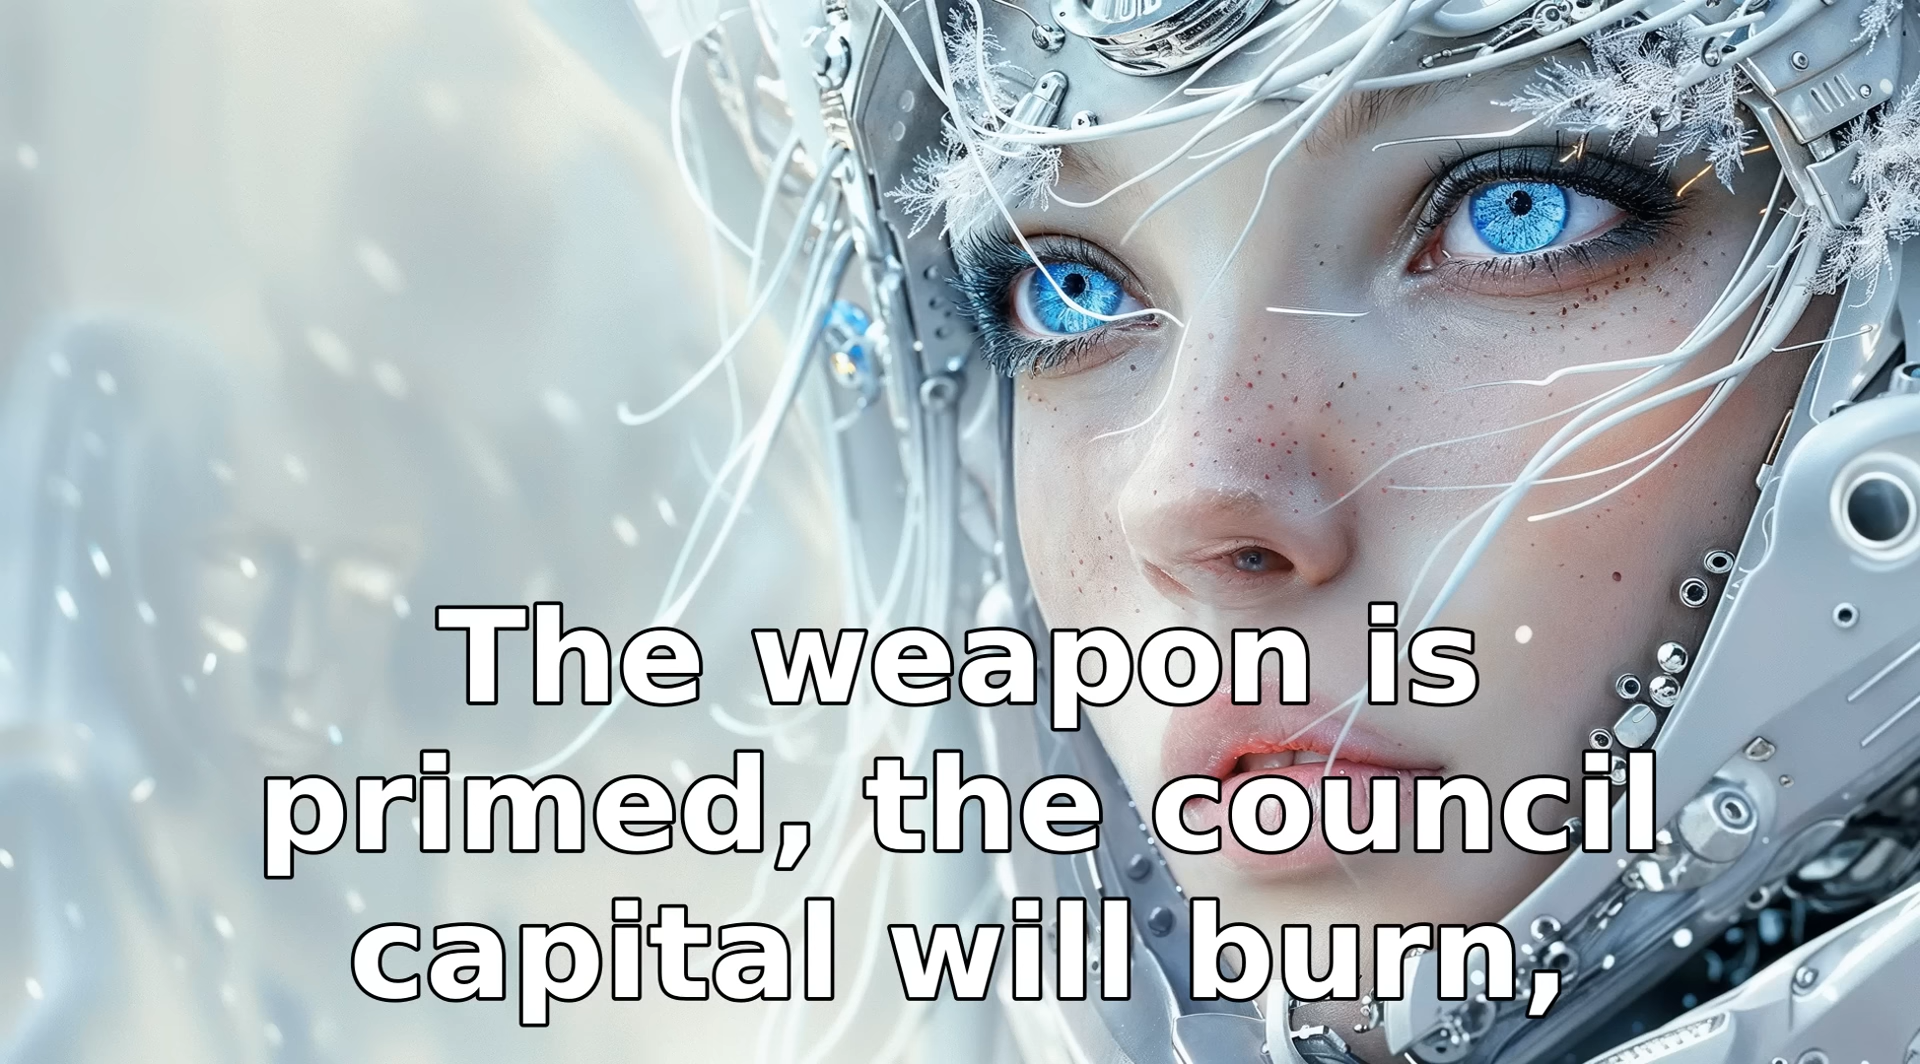 The weapon is
primed, the council
capital will burn,